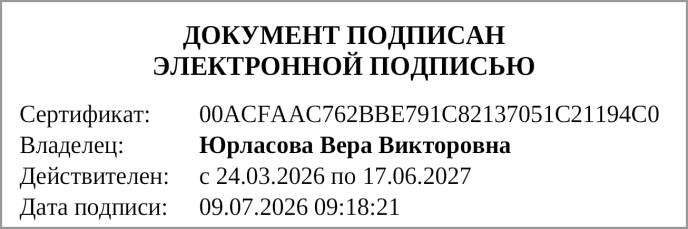 ДОКУМЕНТ ПОДПИСАН
ЭЛЕКТРОННОЙ ПОДПИСЬЮ
Сертификат: 00ACFAAC762BBE791C82137051C21194C0
Владелец: Юрласова Вера Викторовна
Действителен: с 24.03.2026 по 17.06.2027
Дата подписи: 09.07.2026 09:18:21